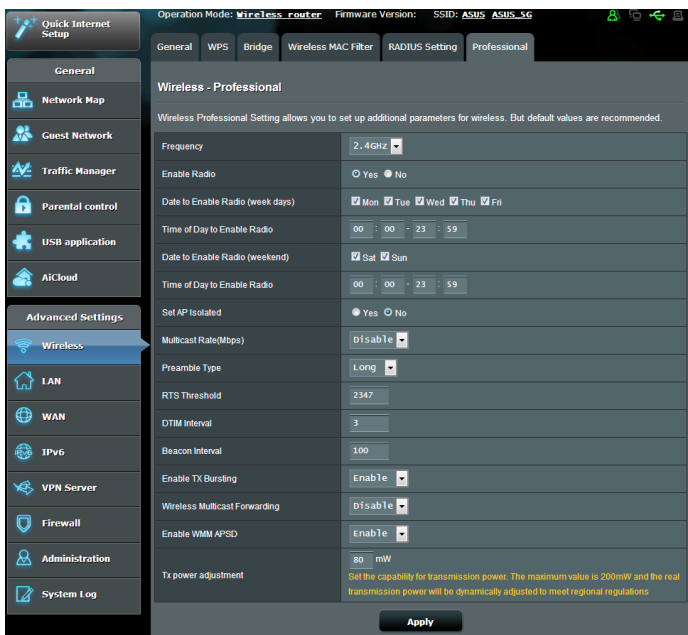 Quick Internet
Setup
General
Network Map
Guest Network
Traffic Manager
Parental control
USB application
AiCloud
Advanced Settings
Wireless
LAN
WAN
IPv6
VPN Server
Firewall
Administration
System Log
Operation Mode: Wireless router Firmware Version: SSID: ASUS ASUS_5G
General WPS Bridge Wireless MAC Filter RADIUS Setting Professional
Wireless - Professional
Wireless Professional Setting allows you to set up additional parameters for wireless. But default values are recommended.
Frequency 2.4GHz
Enable Radio Yes No
Date to Enable Radio (week days) Mon Tue Wed Thu Fri
Time of Day to Enable Radio 00 : 00 - 23 : 59
Date to Enable Radio (weekend) Sat Sun
Time of Day to Enable Radio 00 : 00 - 23 : 59
Set AP Isolated Yes No
Multicast Rate(Mbps) Disable
Preamble Type Long
RTS Threshold 2347
DTIM Interval 3
Beacon Interval 100
Enable TX Bursting Enable
Wireless Multicast Forwarding Disable
Enable WMM APSD Enable
Tx power adjustment 80 mW
Set the capability for transmission power. The maximum value is 200mW and the real
transmission power will be dynamically adjusted to meet regional regulations
Apply